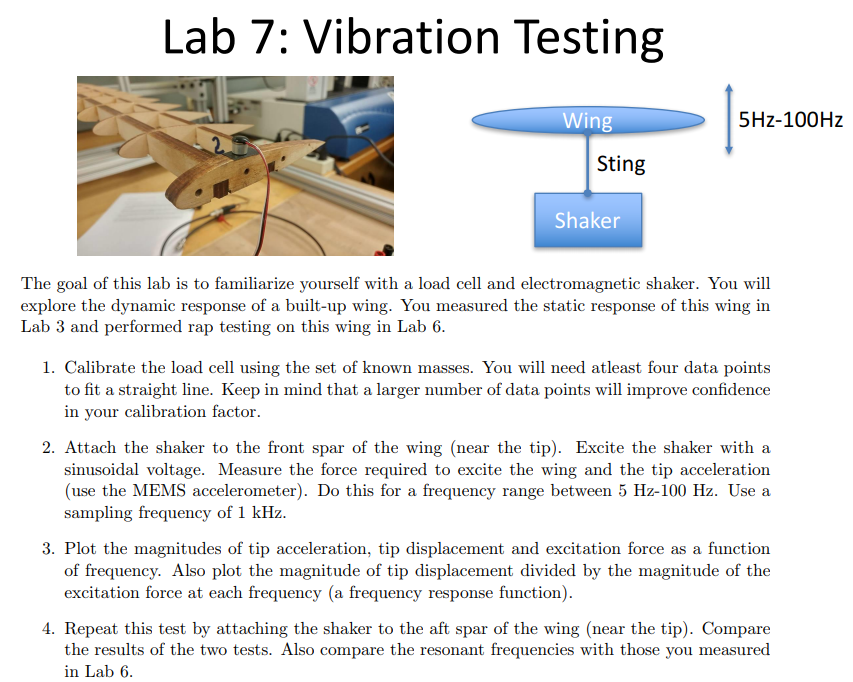 Lab 7: Vibration Testing
2
Wing
5Hz-100Hz
Sting
Shaker
The goal of this lab is to familiarize yourself with a load cell and electromagnetic shaker. You will
explore the dynamic response of a built-up wing. You measured the static response of this wing in
Lab 3 and performed rap testing on this wing in Lab 6.
1. Calibrate the load cell using the set of known masses. You will need atleast four data points
to fit a straight line. Keep in mind that a larger number of data points will improve confidence
in your calibration factor.
2. Attach the shaker to the front spar of the wing (near the tip). Excite the shaker with a
sinusoidal voltage. Measure the force required to excite the wing and the tip acceleration
(use the MEMS accelerometer). Do this for a frequency range between 5 Hz-100 Hz. Use a
sampling frequency of 1 kHz.
3. Plot the magnitudes of tip acceleration, tip displacement and excitation force as a function
of frequency. Also plot the magnitude of tip displacement divided by the magnitude of the
excitation force at each frequency (a frequency response function).
4. Repeat this test by attaching the shaker to the aft spar of the wing (near the tip). Compare
the results of the two tests. Also compare the resonant frequencies with those you measured
in Lab 6.